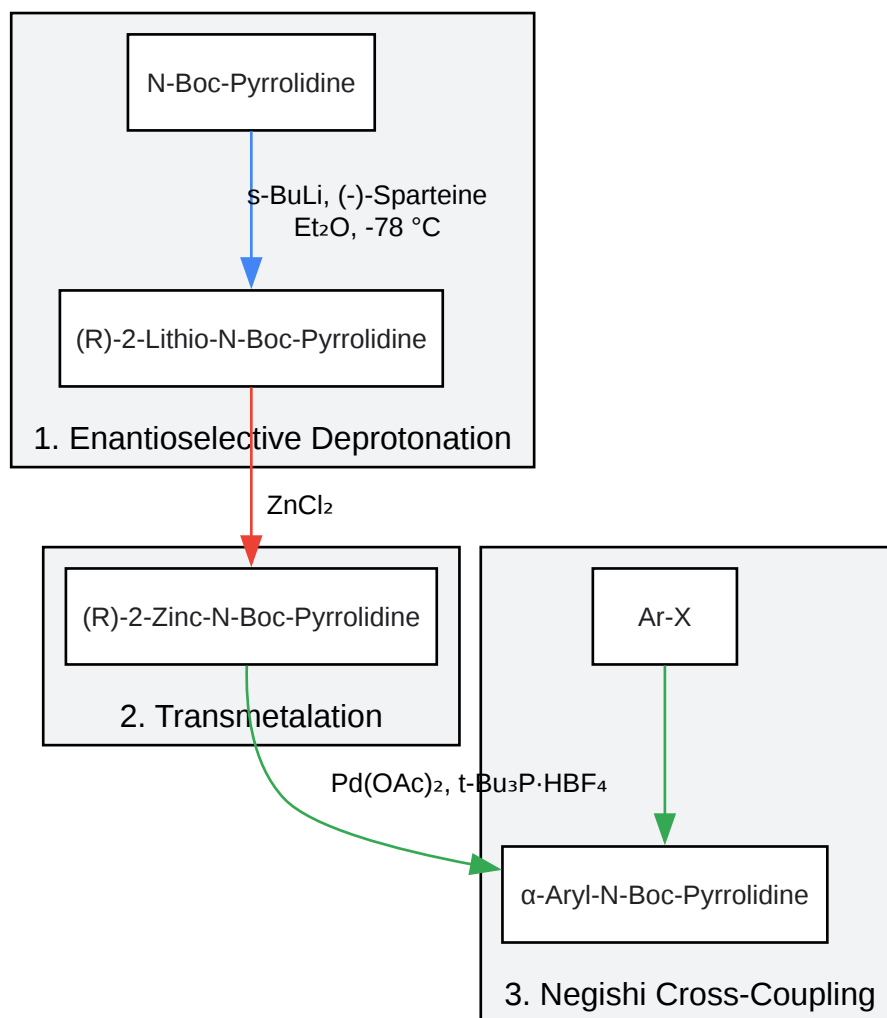 N-Boc-Pyrrolidine
s-BuLi, (-)-Sparteine
Et₂O, -78 °C
(R)-2-Lithio-N-Boc-Pyrrolidine
1. Enantioselective Deprotonation
ZnCl₂
(R)-2-Zinc-N-Boc-Pyrrolidine
Ar-X
2. Transmetalation
Pd(OAc)₂, t-Bu₃P·HBF₄
α-Aryl-N-Boc-Pyrrolidine
3. Negishi Cross-Coupling